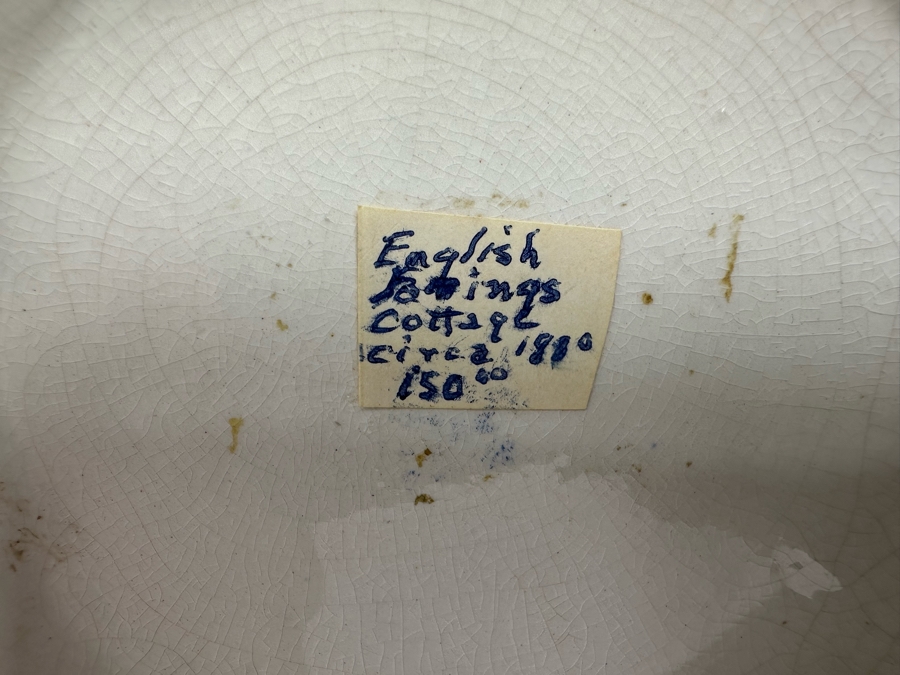 English
Cottage
circa 1880
150⁰⁰